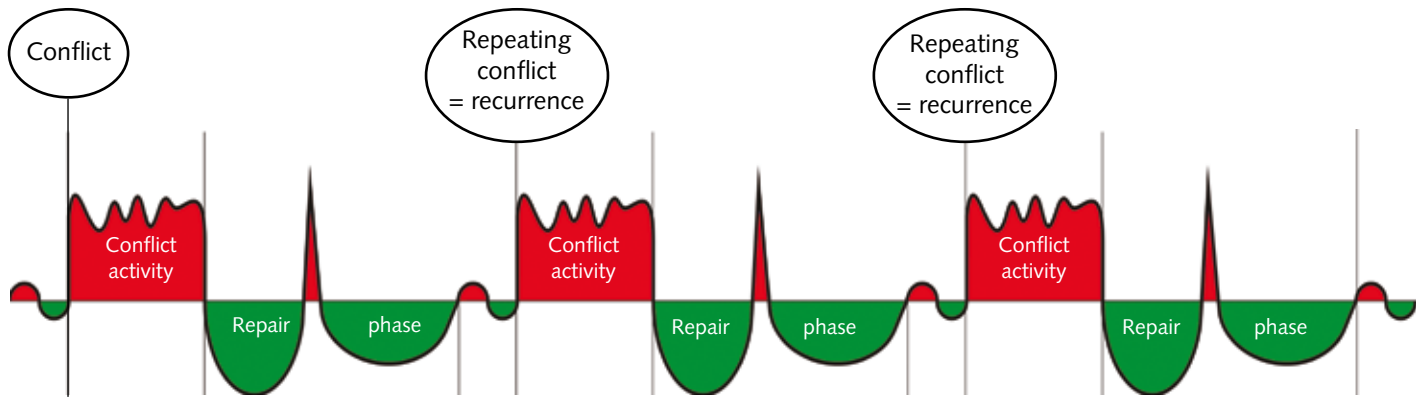 Conflict
Repeating
conflict
= recurrence
Repeating
conflict
= recurrence
Conflict
activity
Repair
phase
Conflict
activity
Repair
phase
Conflict
activity
Repair
phase